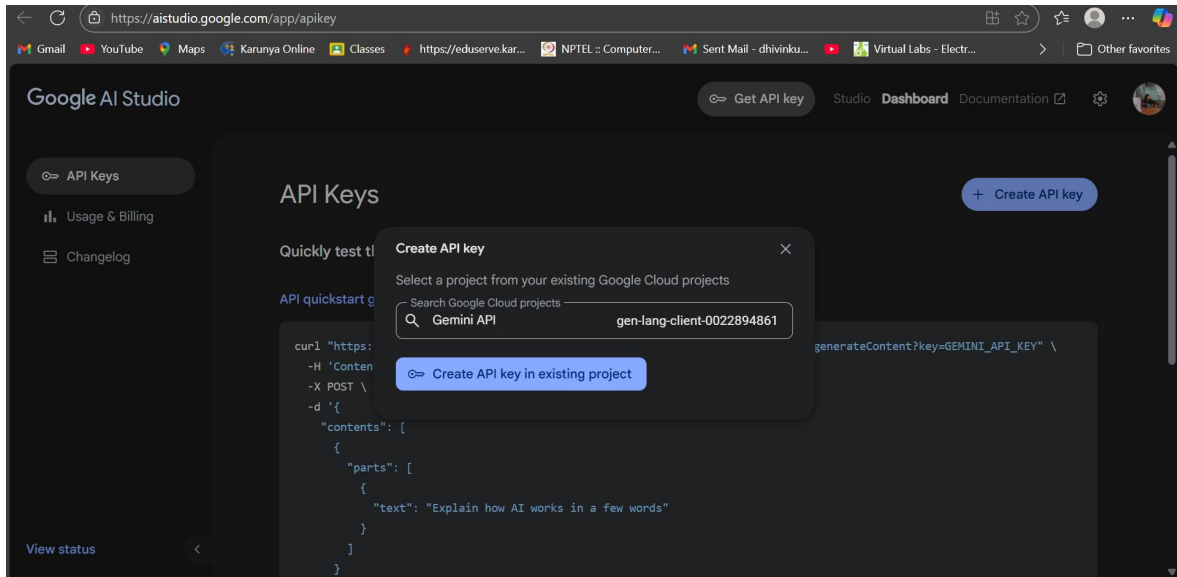 https://aistudio.google.com/app/apikey
Gmail YouTube Maps Karunya Online Classes https://eduserve.kar... NPTEL :: Computer... Sent Mail - dhivinku... Virtual Labs - Electr... Other favorites
Google AI Studio
Get API key Studio Dashboard Documentation
API Keys
Usage & Billing
Changelog
View status
API Keys
Create API key
Quickly test t
API quickstart g
Create API key
Select a project from your existing Google Cloud projects
Search Google Cloud projects
Gemini API gen-lang-client-0022894861
Create API key in existing project
curl "https: generateContent?key=GEMINI_API_KEY" \
-H 'Conten
-X POST \
-d '{
"contents": [
{
"parts": [
{
"text": "Explain how AI works in a few words"
}
]
}